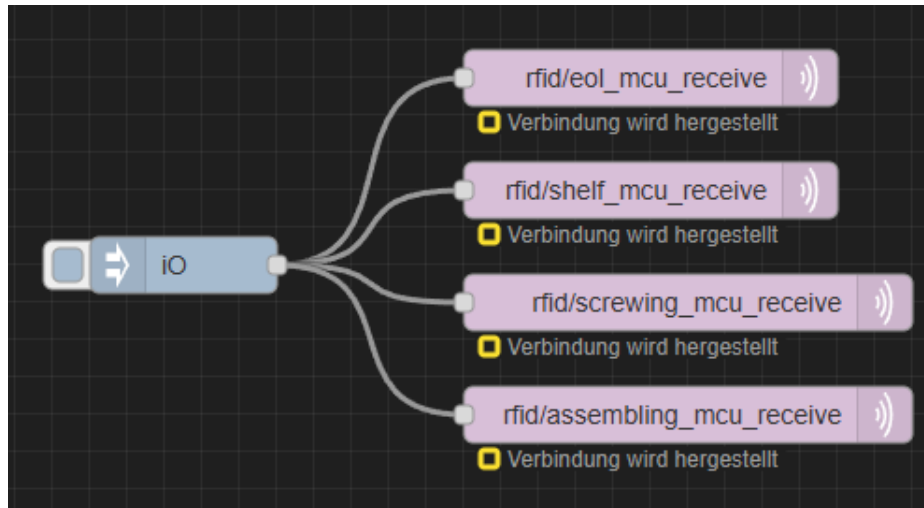 rfid/eol_mcu_receive
Verbindung wird hergestellt
rfid/shelf_mcu_receive
Verbindung wird hergestellt
iO
rfid/screwing_mcu_receive
Verbindung wird hergestellt
rfid/assembling_mcu_receive
Verbindung wird hergestellt